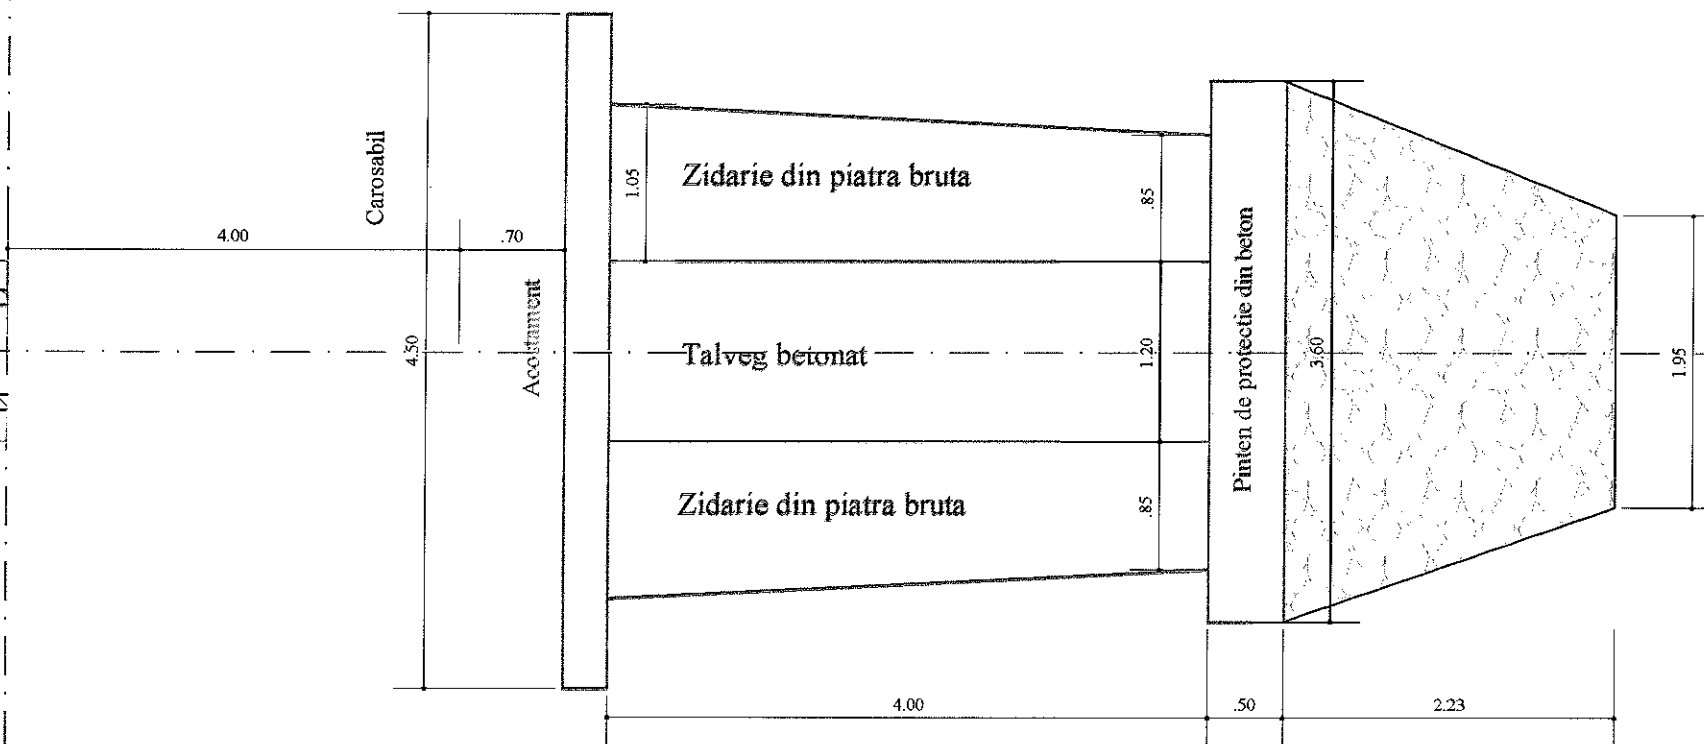 Carosabil
4.00
.70
Acostament
4.50
1.05
Zidarie din piatra bruta
.85
Talveg betonat
1.20
Zidarie din piatra bruta
.85
Pinten de protectie din beton
3.60
1.95
4.00
.50
2.23